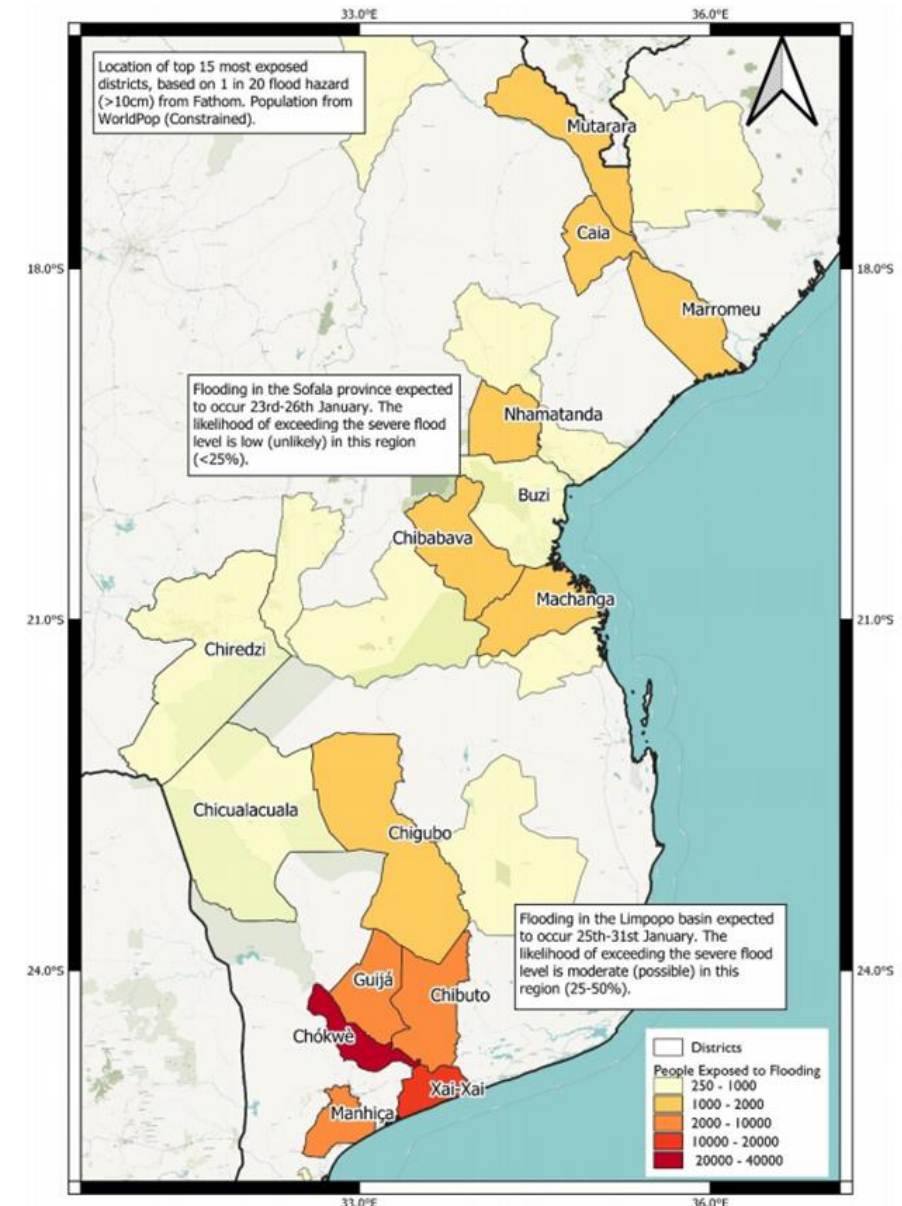 33.0°E
36.0°E
Location of top 15 most exposed
districts, based on 1 in 20 flood hazard
(>10cm) from Fathom. Population from
WorldPop (Constrained).
Mutarara
Caia
18.0°S
18.0°S
Marromeu
Flooding in the Sofala province expected
to occur 23rd-26th January. The
likelihood of exceeding the severe flood
level is low (unlikely) in this region
(<25%).
Nhamatanda
Buzi
Chibabava
Machanga
21.0°S
21.0°S
Chiredzi
Chicualacuala
Chigubo
Flooding in the Limpopo basin expected
to occur 25th-31st January. The
likelihood of exceeding the severe flood
level is moderate (possible) in this
region (25-50%).
24.0°S
24.0°S
Guijá
Chibuto
Chókwè
Xai-Xai
Manhiça
Districts
People Exposed to Flooding
250 - 1000
1000 - 2000
2000 - 10000
10000 - 20000
20000 - 40000
33.0°E
36.0°E